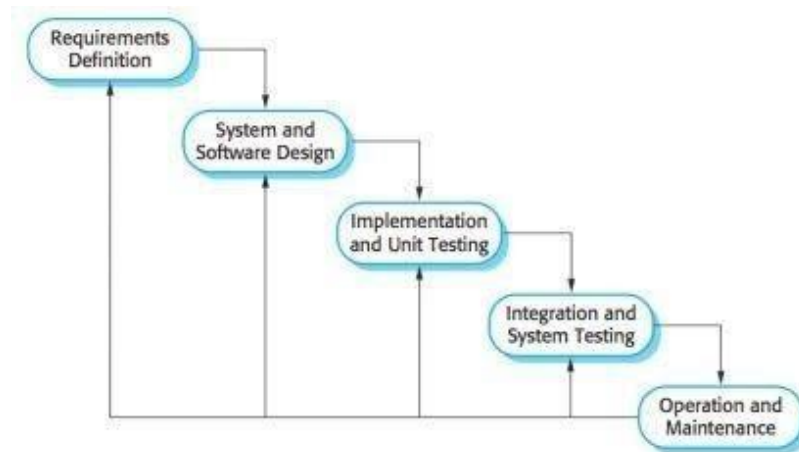 Requirements
Definition
System and
Software Design
Implementation
and Unit Testing
Integration and
System Testing
Operation and
Maintenance